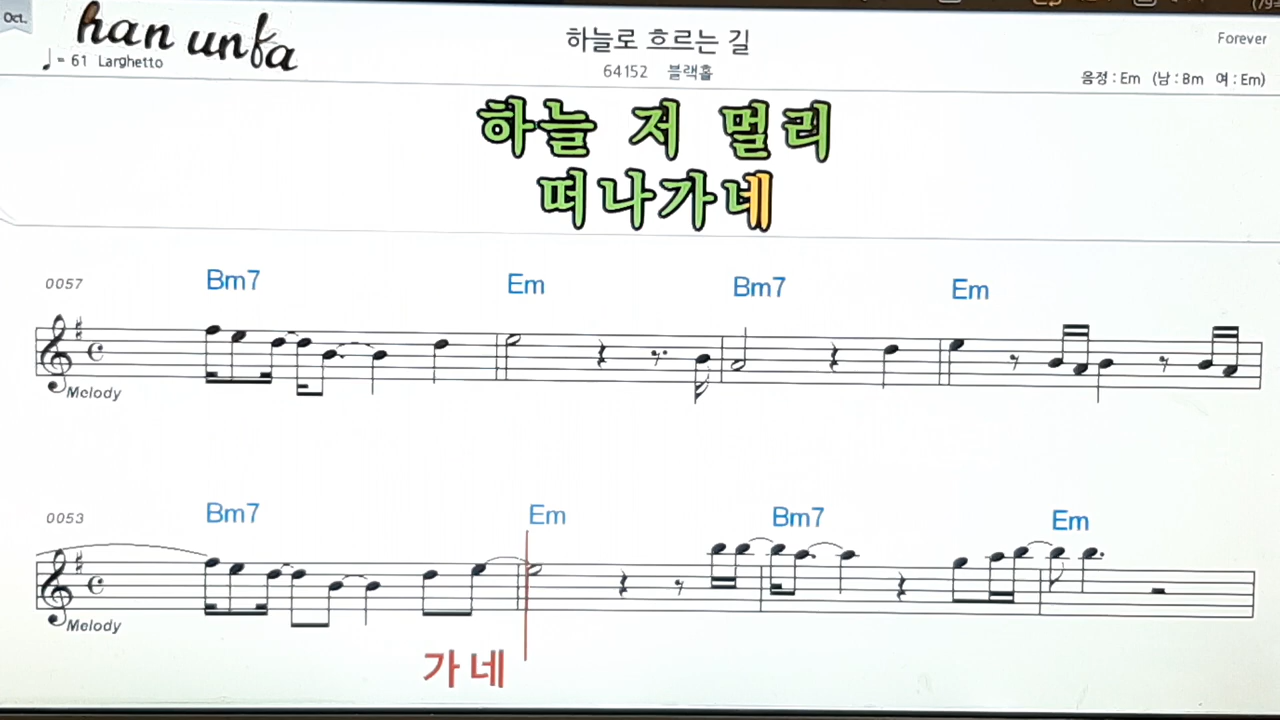 Oct.
han unfa
하늘로 흐르는 길
Forever
♩ = 61 Larghetto
64152 블랙홀
음정 : Em (남 : Bm 여 : Em)
하늘 저 멀리
떠나가네
0057 Bm7 Em Bm7 Em
Melody
0053 Bm7 Em Bm7 Em
Melody
가 네